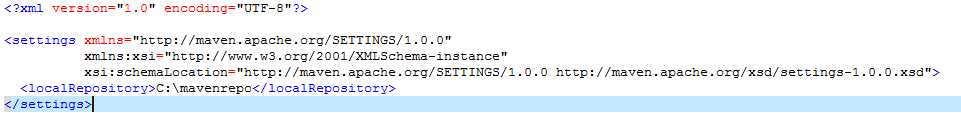 <?xml version="1.0" encoding="UTF-8"?>
<settings xmlns="http://maven.apache.org/SETTINGS/1.0.0"
xmlns:xsi="http://www.w3.org/2001/XMLSchema-instance"
xsi:schemaLocation="http://maven.apache.org/SETTINGS/1.0.0 http://maven.apache.org/xsd/settings-1.0.0.xsd">
<localRepository>C:\mavenrepo</localRepository>
</settings>